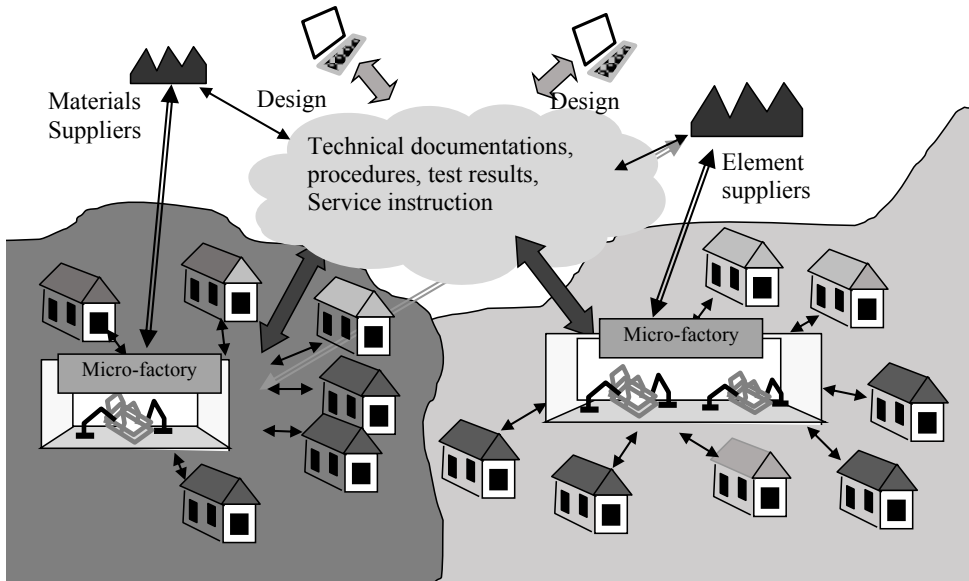 Materials
Suppliers
Design
Design
Technical documentations,
procedures, test results,
Service instruction
Element
suppliers
Micro-factory
Micro-factory